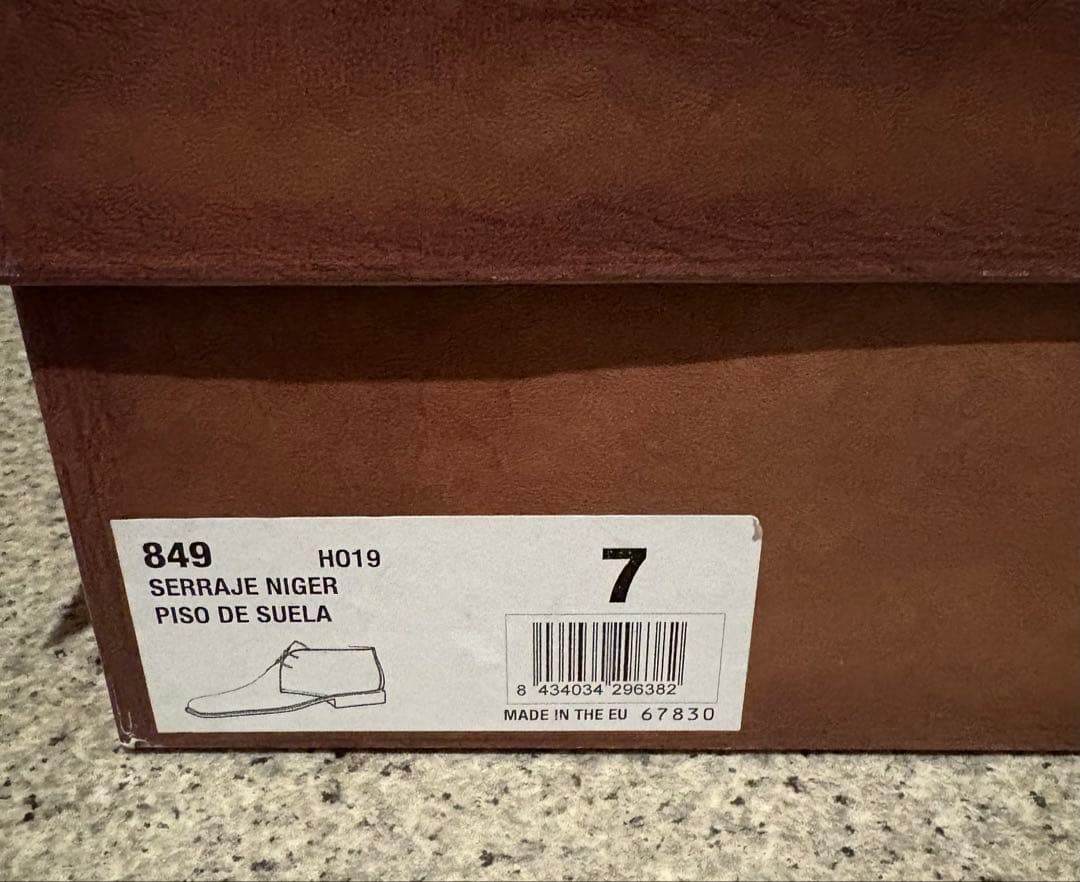 849 H019
SERRAJE NIGER
PISO DE SUELA
7
8 434034 296382
MADE IN THE EU 67830